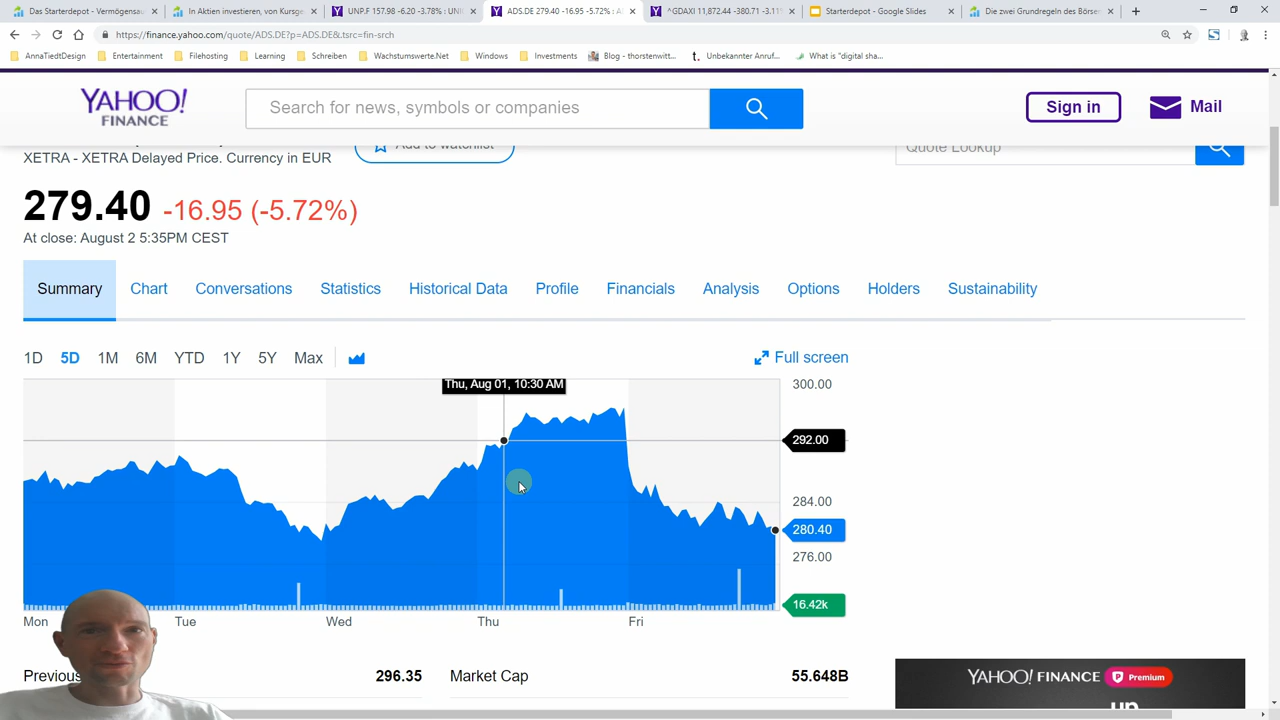 Das Starterdepot - Vermögensau
In Aktien investieren, von Kursge
UNP.F 157.98 -6.20 -3.78% : UNI
ADS.DE 279.40 -16.95 -5.72% : A
^GDAXI 11,872.44 -380.71 -3.11%
Starterdepot - Google Slides
Die zwei Grundregeln des Börsen
https://finance.yahoo.com/quote/ADS.DE?p=ADS.DE&.tsrc=fin-srch
AnnaTiedtDesign
Entertainment
Filehosting
Learning
Schreiben
Wachstumswerte.Net
Windows
Investments
Blog - thorstenwitt...
Unbekannter Anruf...
What is "digital sha...
YAHOO!
FINANCE
Search for news, symbols or companies
Sign in
Mail
XETRA - XETRA Delayed Price. Currency in EUR
Add to watchlist
Quote Lookup
279.40 -16.95 (-5.72%)
At close: August 2 5:35PM CEST
Summary Chart Conversations Statistics Historical Data Profile Financials Analysis Options Holders Sustainability
1D 5D 1M 6M YTD 1Y 5Y Max
Full screen
Thu, Aug 01, 10:30 AM
300.00
292.00
284.00
280.40
276.00
16.42k
Mon Tue Wed Thu Fri
Previous
296.35
Market Cap
55.648B
YAHOO! FINANCE Premium